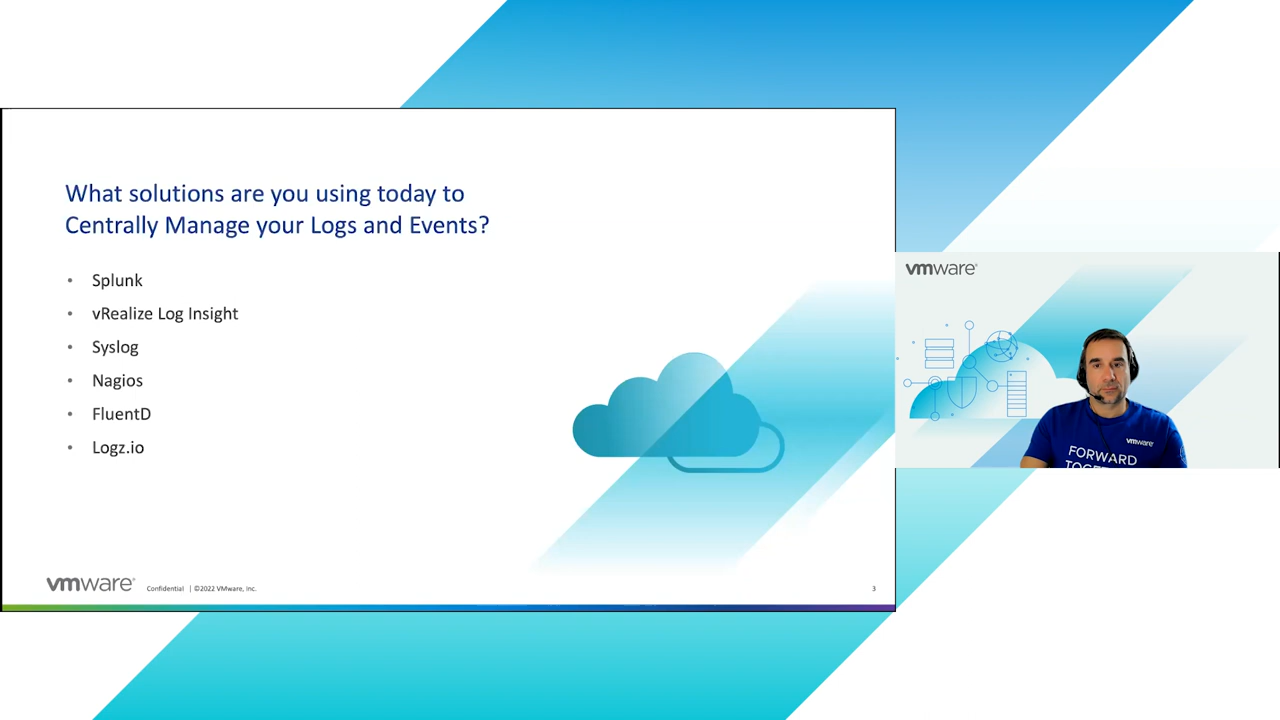 What solutions are you using today to
Centrally Manage your Logs and Events?
• Splunk
• vRealize Log Insight
• Syslog
• Nagios
• FluentD
• Logz.io
vmware®
Confidential | ©2022 VMware, Inc.
3
vmware®
vmware
FORWARD
TOGETHER